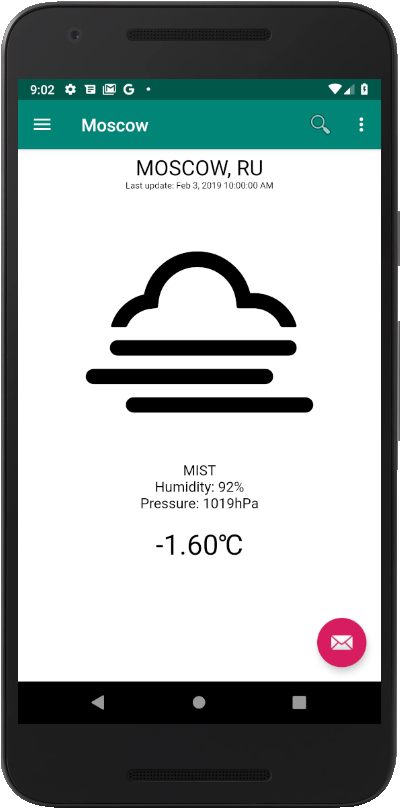 9:02
Moscow
MOSCOW, RU
Last update: Feb 3, 2019 10:00:00 AM
MIST
Humidity: 92%
Pressure: 1019hPa
-1.60℃